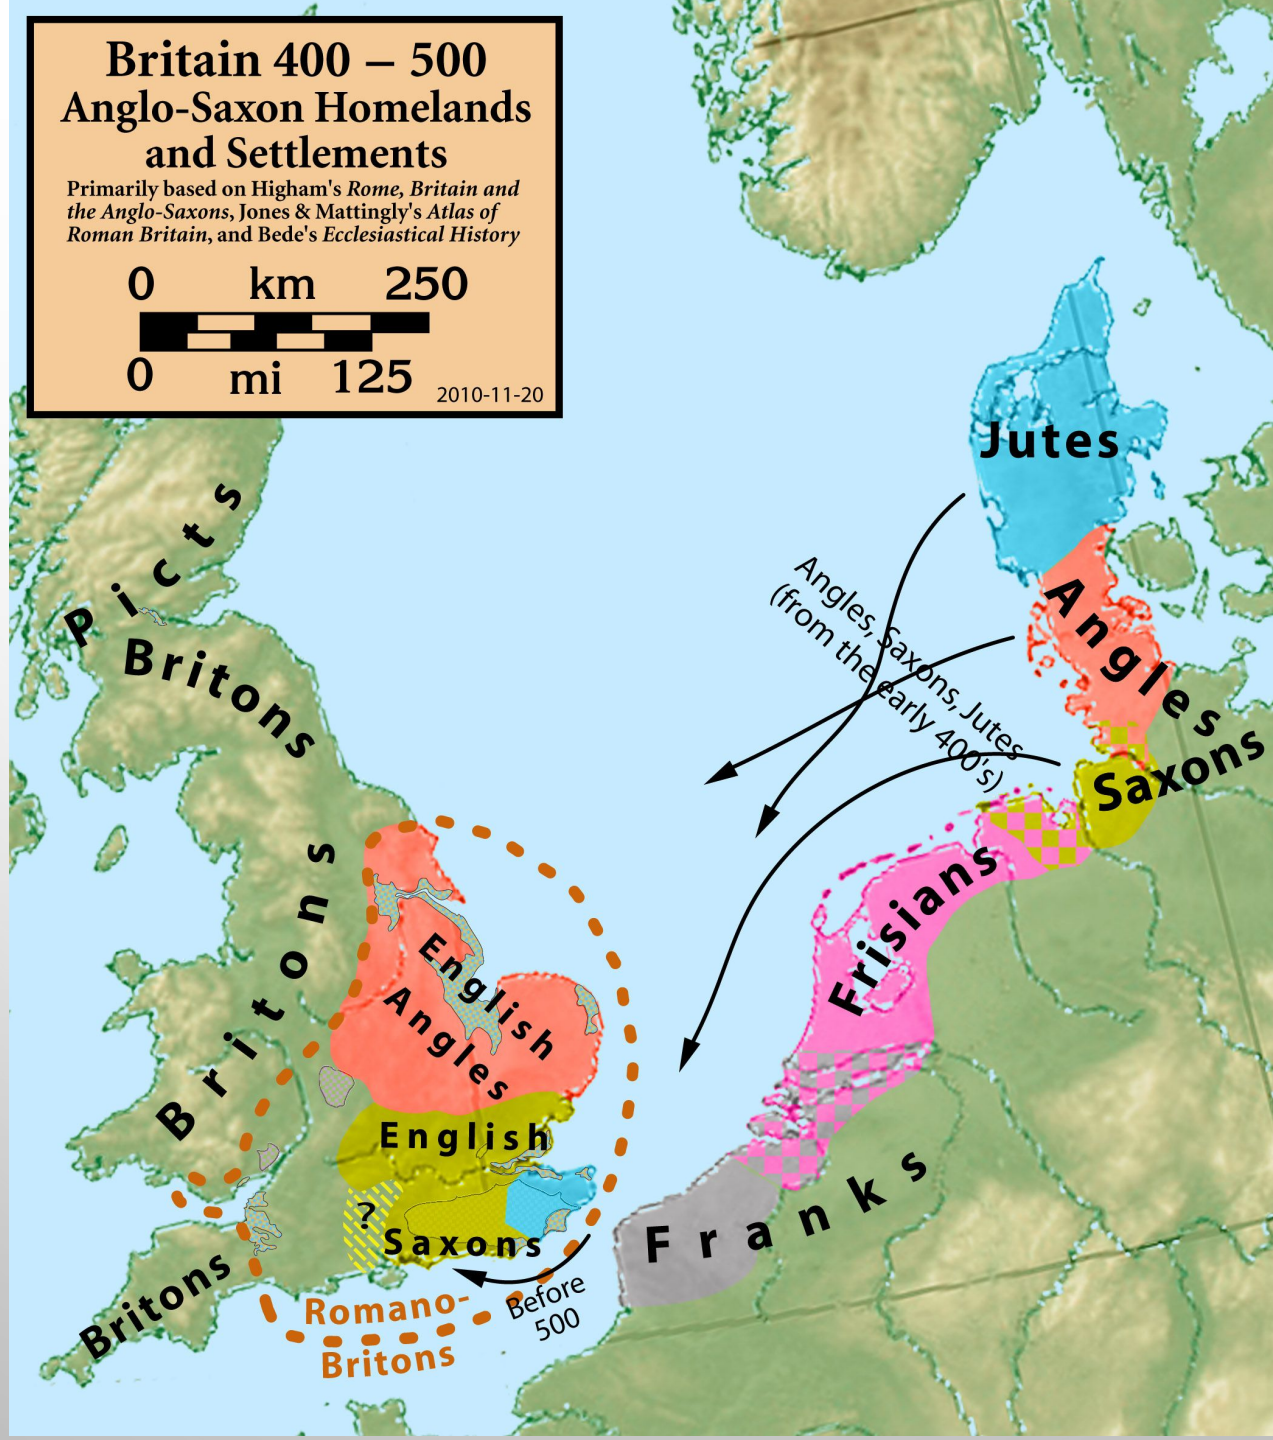 Britain 400 – 500
Anglo-Saxon Homelands
and Settlements
Primarily based on Higham's Rome, Britain and
the Anglo-Saxons, Jones & Mattingly's Atlas of
Roman Britain, and Bede's Ecclesiastical History
0 km 250
0 mi 125
2010-11-20
Jutes
Picts
Angles, Saxons, Jutes
(from the early 400's)
Angles
Britons
Saxons
Frisians
Britons
English
Angles
English
?
Saxons
Franks
Britons
Before
500
Romano-
Britons